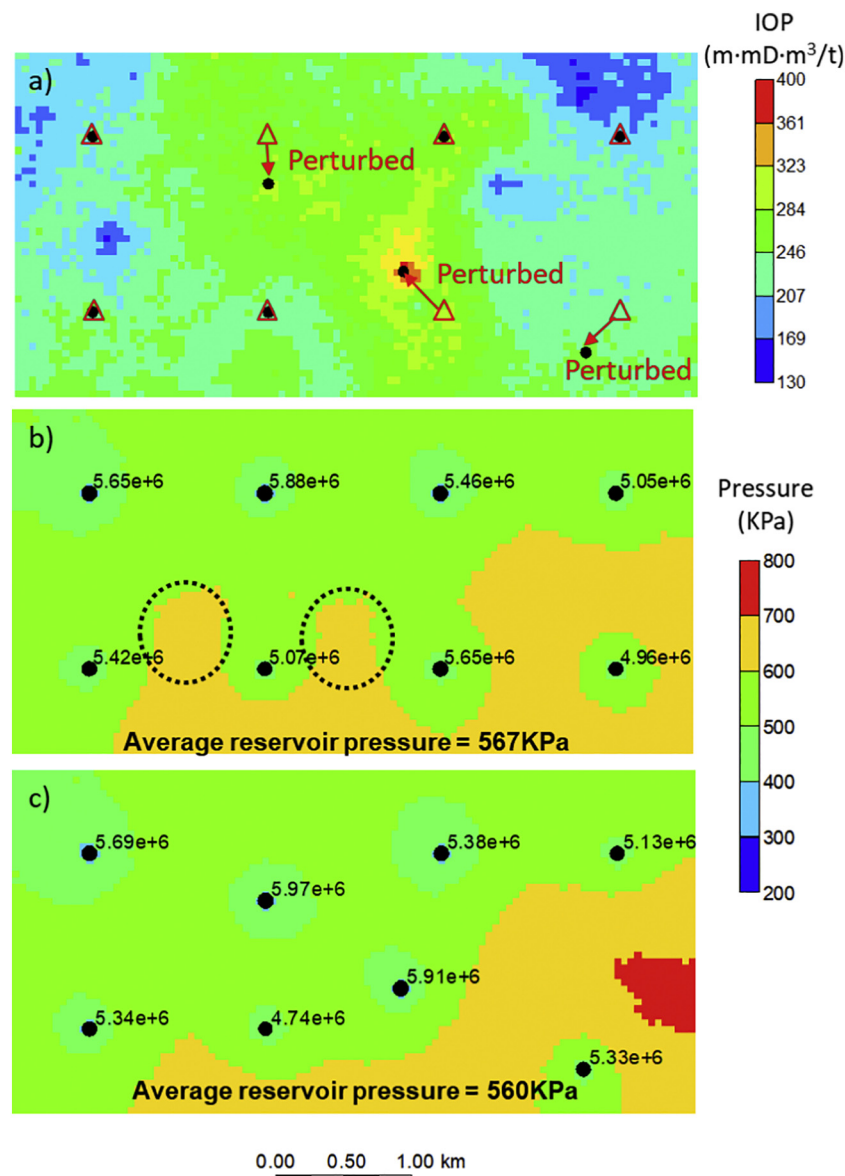 IOP
(m·mD·m³/t)
a)
Perturbed
Perturbed
Perturbed
400
361
323
284
246
207
169
130
b)
5.65e+6
5.88e+6
5.46e+6
5.05e+6
5.42e+6
5.07e+6
5.65e+6
4.96e+6
Average reservoir pressure = 567KPa
Pressure
(KPa)
800
700
600
500
400
300
200
c)
5.69e+6
5.38e+6
5.13e+6
5.97e+6
5.91e+6
5.34e+6
4.74e+6
5.33e+6
Average reservoir pressure = 560KPa
0.00 0.50 1.00 km